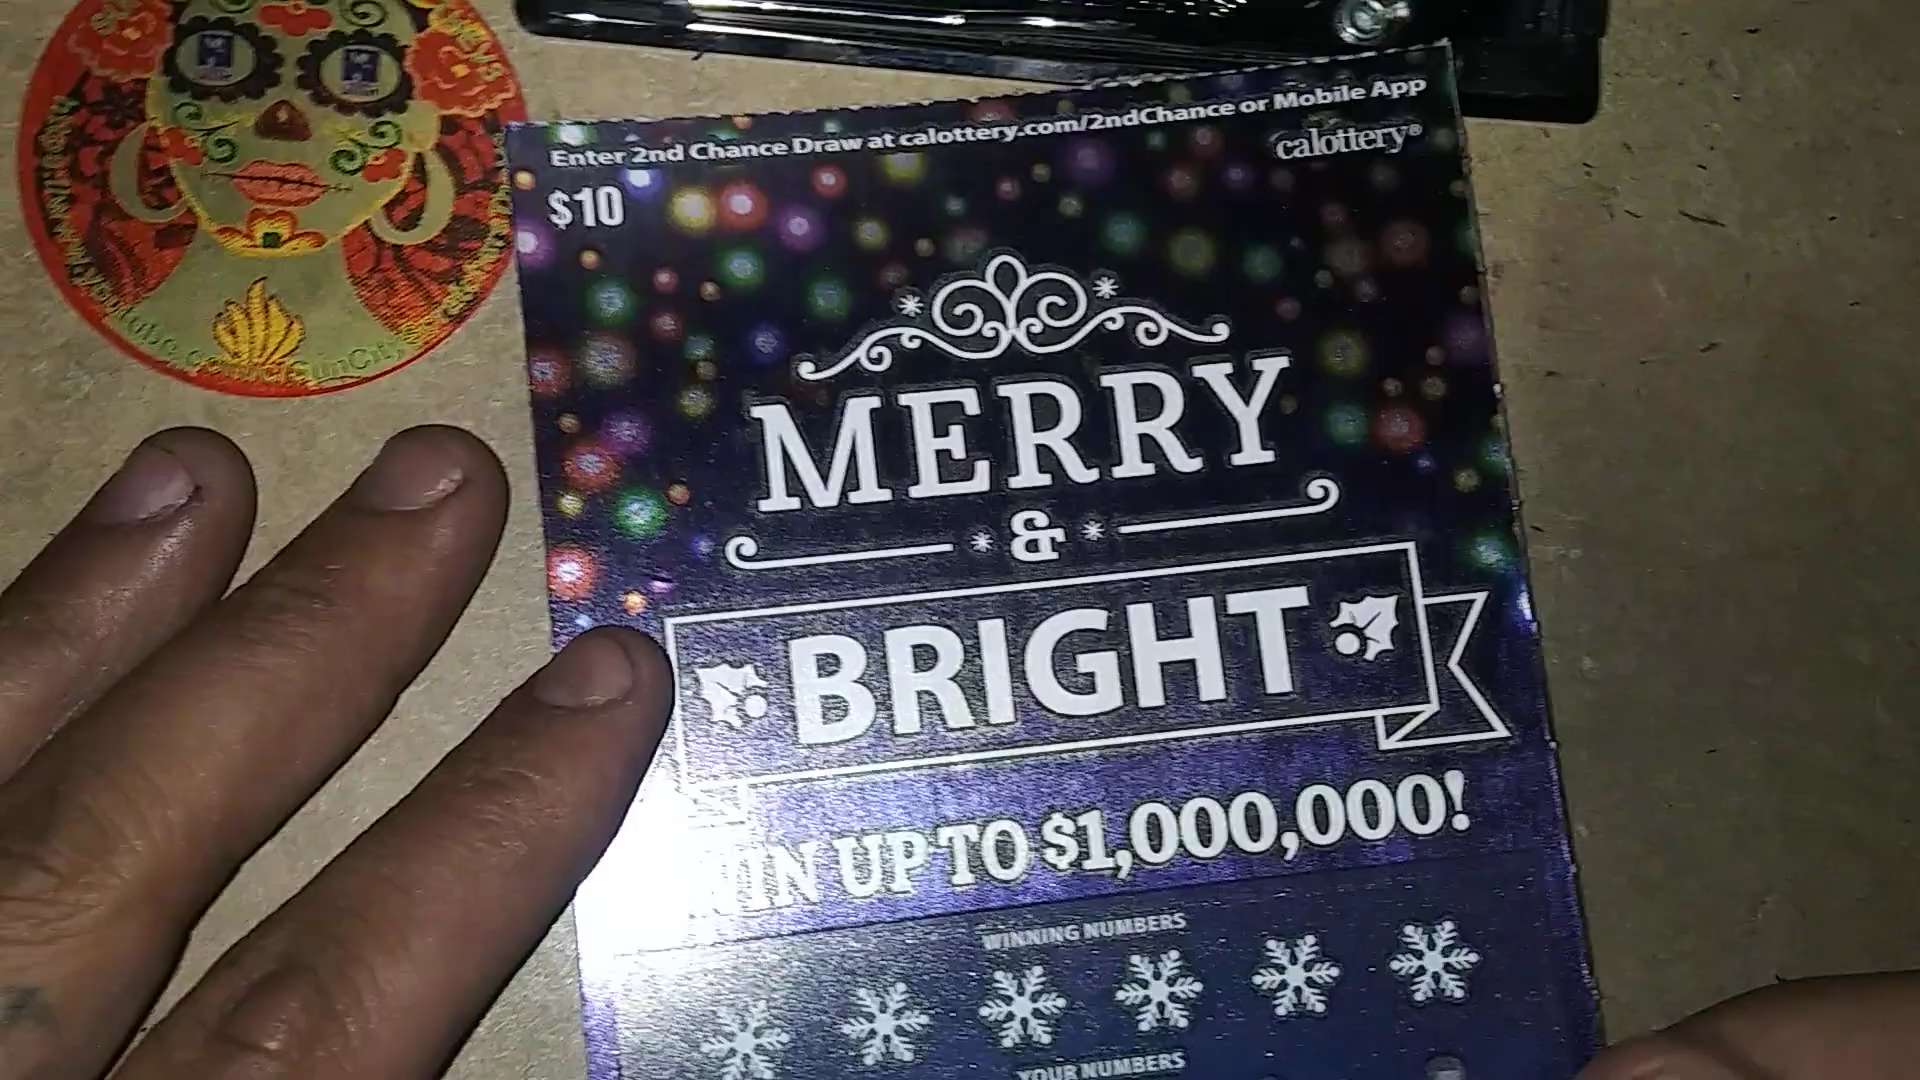 Enter 2nd Chance Draw at calottery.com/2ndChance or Mobile App
calottery®
$10
MERRY
&
BRIGHT
WIN UP TO $1,000,000!
WINNING NUMBERS
YOUR NUMBERS